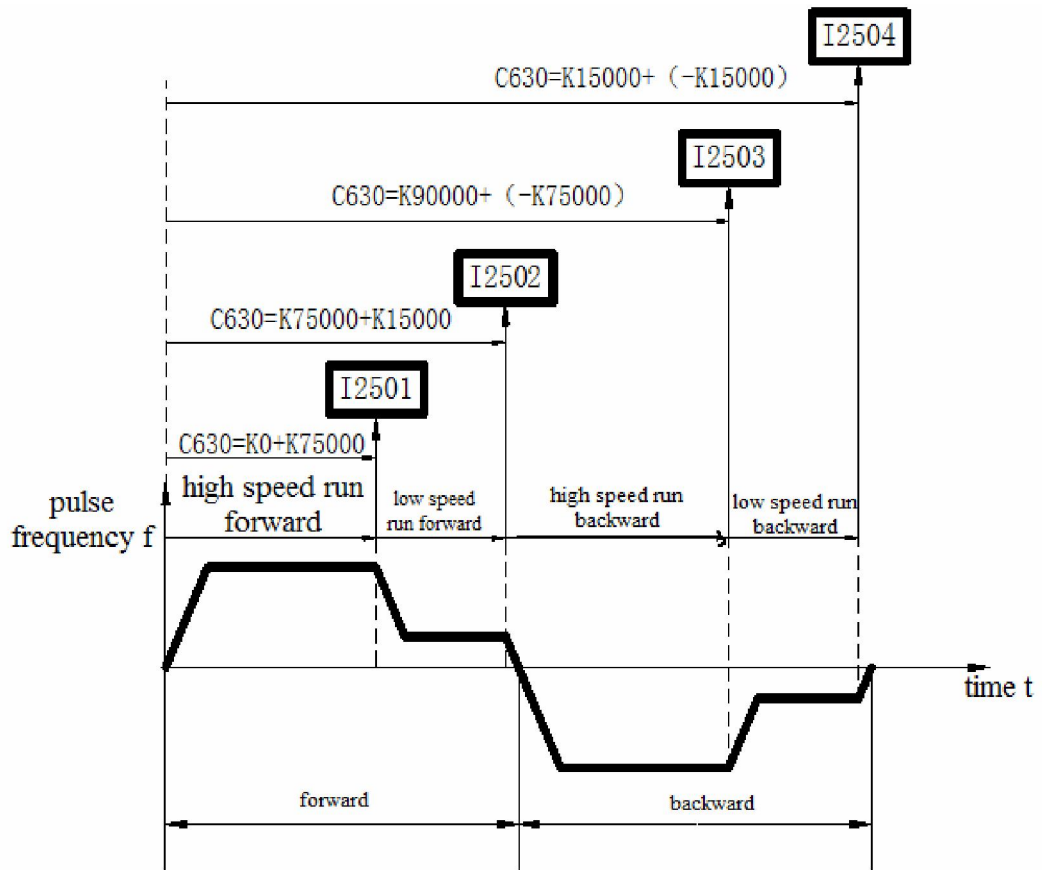 I2504
C630=K15000+（-K15000）
I2503
C630=K90000+（-K75000）
I2502
C630=K75000+K15000
I2501
C630=K0+K75000
pulse
frequency f
high speed run
forward
low speed
run forward
high speed run
backward
low speed run
backward
time t
forward
backward